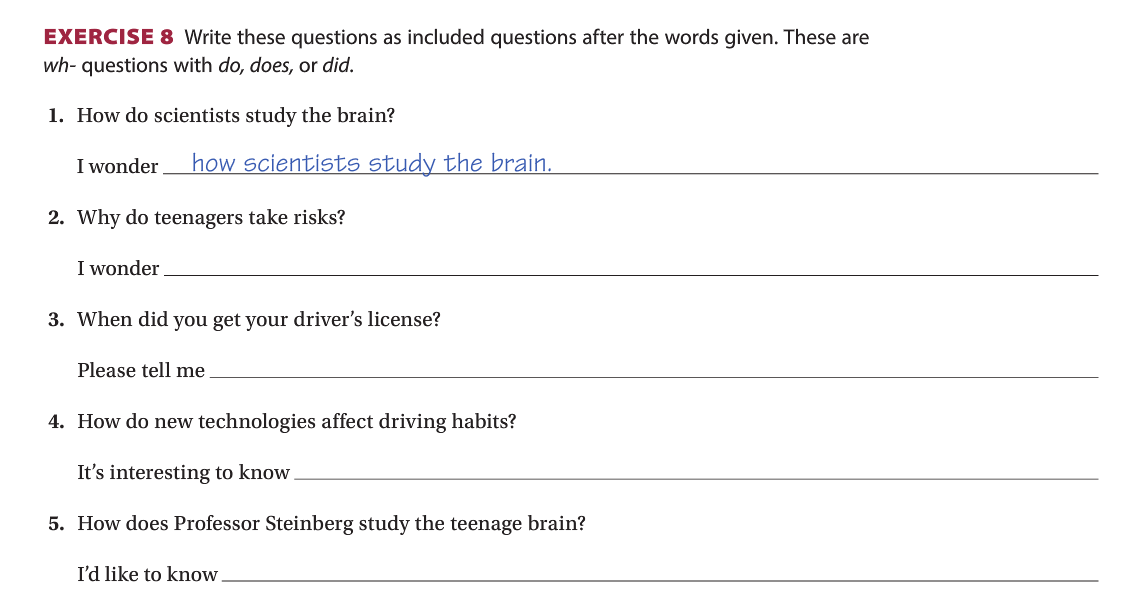 EXERCISE 8 Write these questions as included questions after the words given. These are
wh- questions with do, does, or did.
1. How do scientists study the brain?
I wonder how scientists study the brain.
2. Why do teenagers take risks?
I wonder
3. When did you get your driver’s license?
Please tell me
4. How do new technologies affect driving habits?
It’s interesting to know
5. How does Professor Steinberg study the teenage brain?
I’d like to know